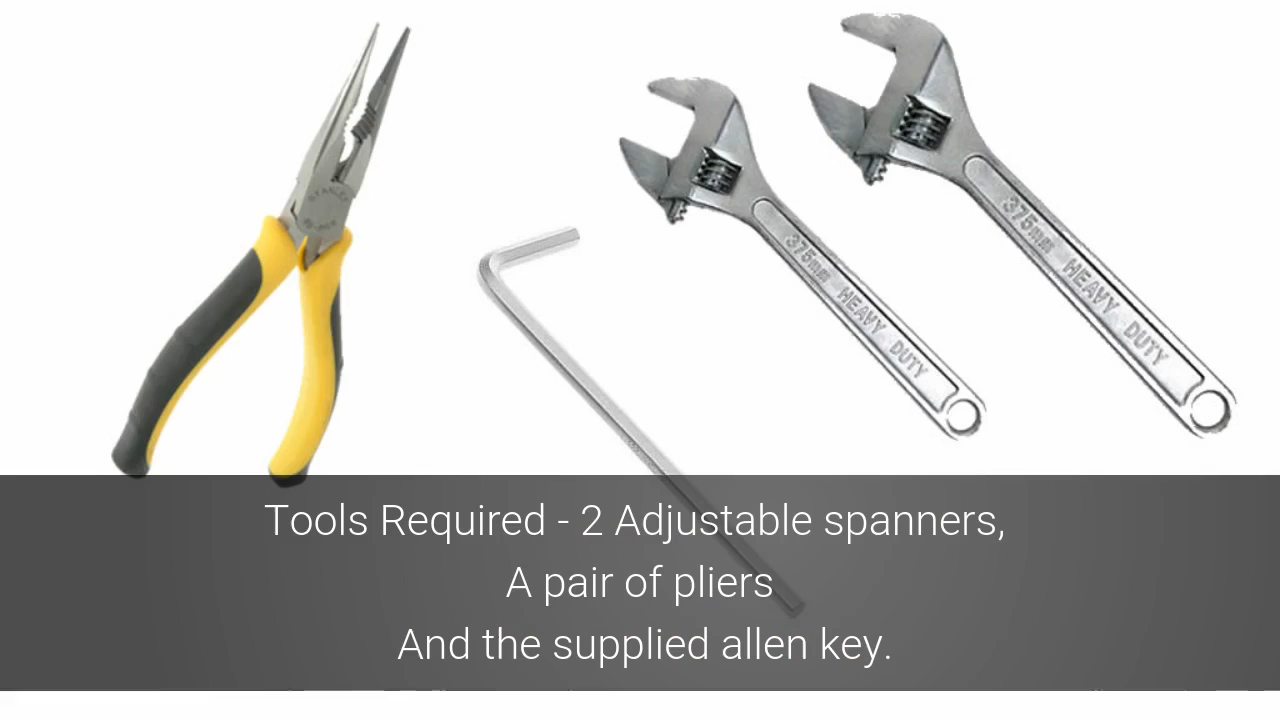 STANLEY
375mm HEAVY DUTY
375mm HEAVY DUTY
Tools Required - 2 Adjustable spanners,
A pair of pliers
And the supplied allen key.